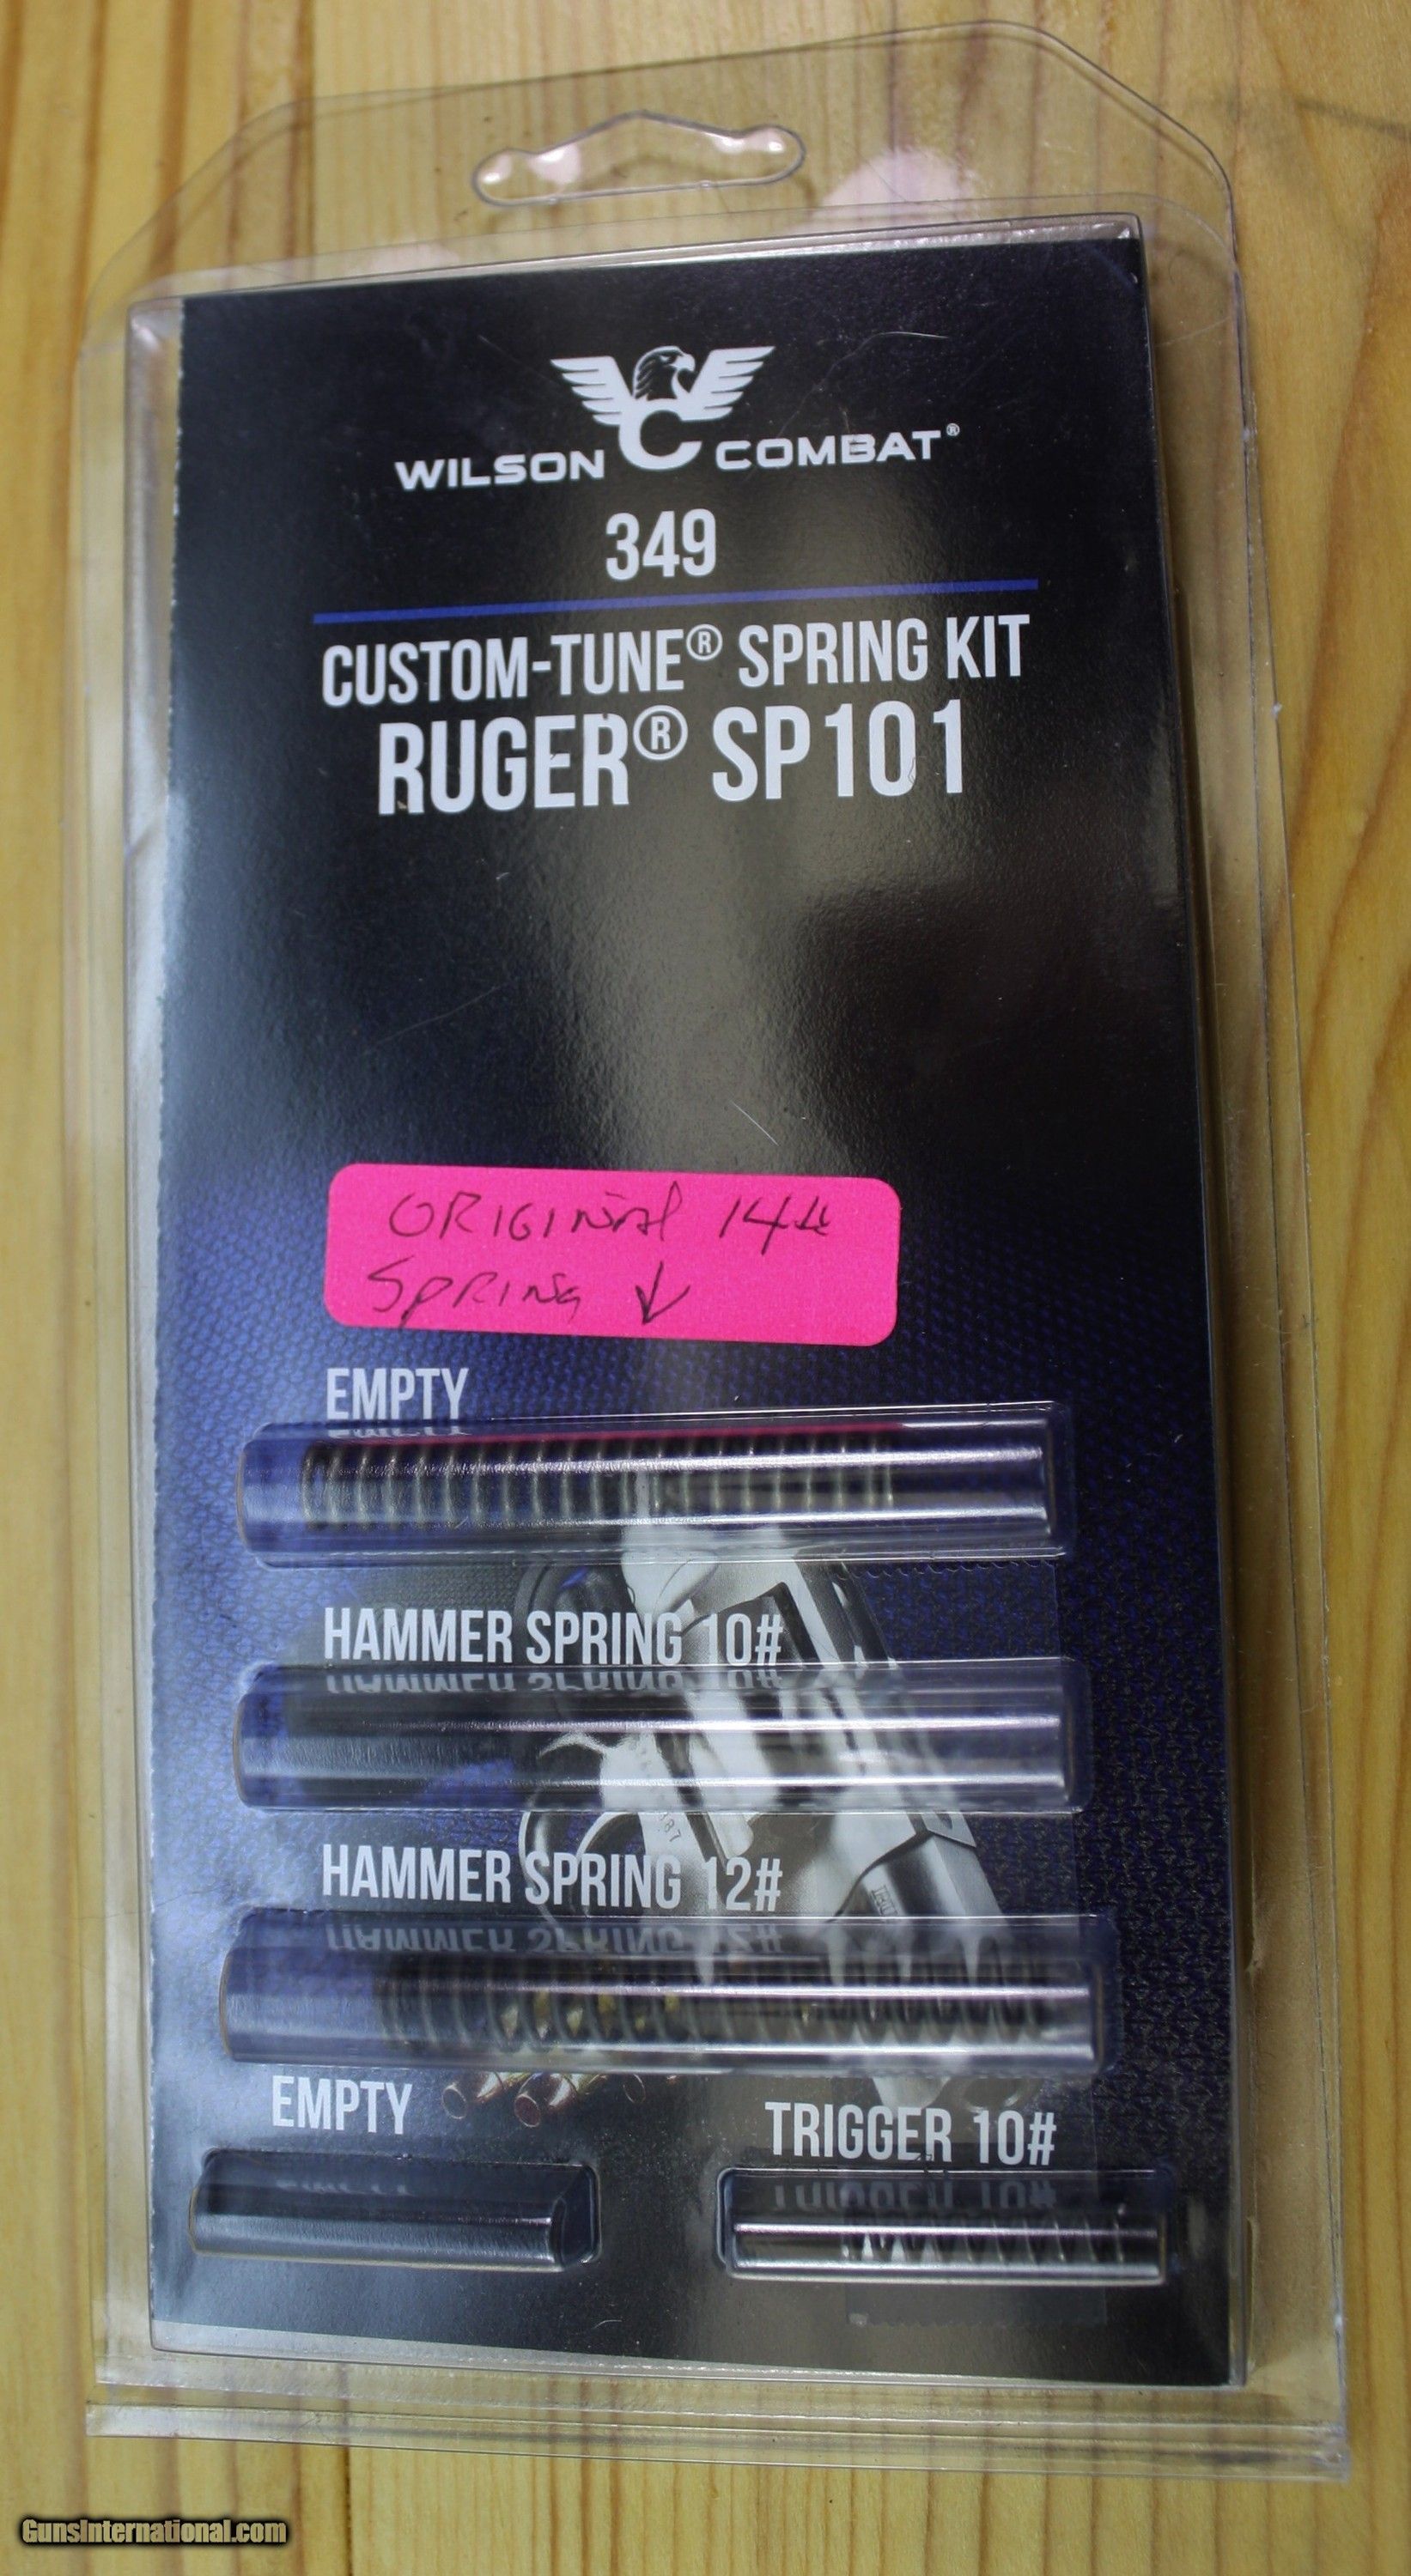 WILSON COMBAT®
349
CUSTOM-TUNE® SPRING KIT
RUGER® SP101
ORIGINAL 14#
SPRING ↓
EMPTY
HAMMER SPRING 10#
HAMMER SPRING 12#
EMPTY
TRIGGER 10#
GunsInternational.com